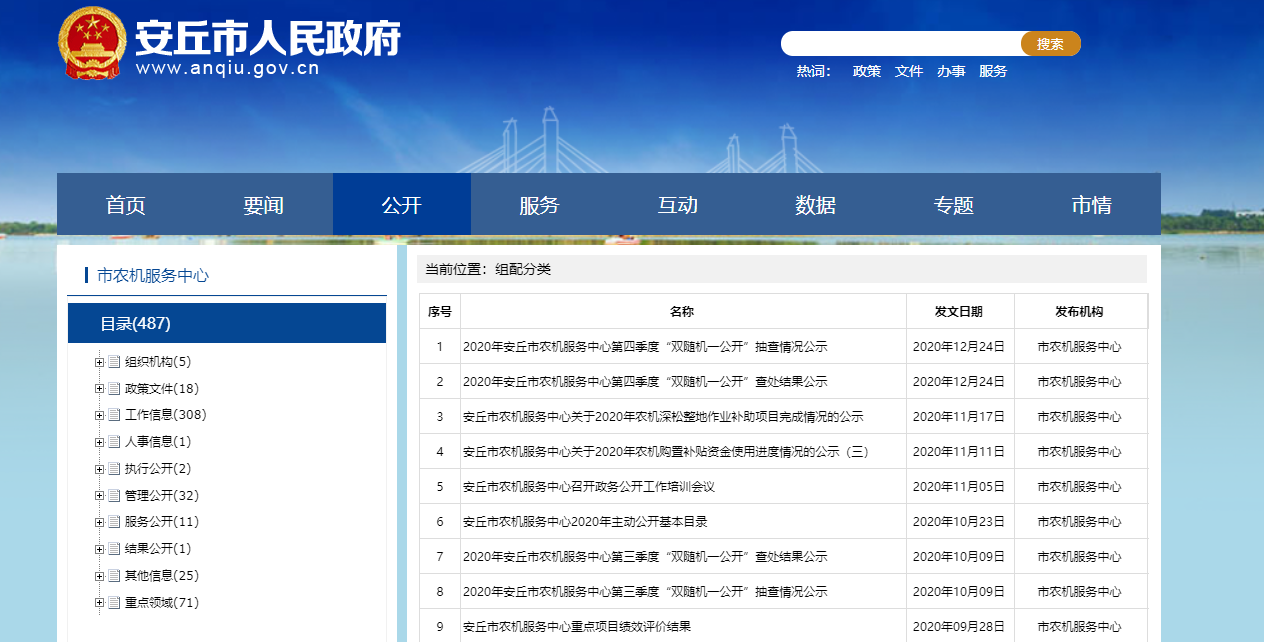 安丘市人民政府
www.anqiu.gov.cn
搜索
热词： 政策 文件 办事 服务
首页 要闻 公开 服务 互动 数据 专题 市情
市农机服务中心
目录(487)
组织机构(5)
政策文件(18)
工作信息(308)
人事信息(1)
执行公开(2)
管理公开(32)
服务公开(11)
结果公开(1)
其他信息(25)
重点领域(71)
当前位置：组配分类
序号 名称 发文日期 发布机构
1 2020年安丘市农机服务中心第四季度“双随机一公开”抽查情况公示 2020年12月24日 市农机服务中心
2 2020年安丘市农机服务中心第四季度“双随机一公开”查处结果公示 2020年12月24日 市农机服务中心
3 安丘市农机服务中心关于2020年农机深松整地作业补助项目完成情况的公示 2020年11月17日 市农机服务中心
4 安丘市农机服务中心关于2020年农机购置补贴资金使用进度情况的公示（三） 2020年11月11日 市农机服务中心
5 安丘市农机服务中心召开政务公开工作培训会议 2020年11月05日 市农机服务中心
6 安丘市农机服务中心2020年主动公开基本目录 2020年10月23日 市农机服务中心
7 2020年安丘市农机服务中心第三季度“双随机一公开”查处结果公示 2020年10月09日 市农机服务中心
8 2020年安丘市农机服务中心第三季度“双随机一公开”抽查情况公示 2020年10月09日 市农机服务中心
9 安丘市农机服务中心重点项目绩效评价结果 2020年09月28日 市农机服务中心